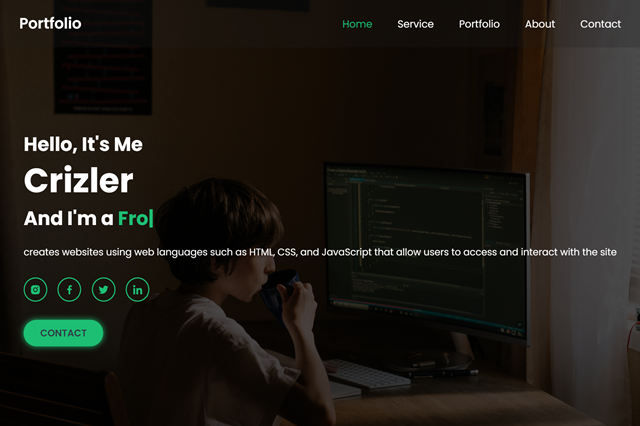 Portfolio
Home Service Portfolio About Contact
Hello, It's Me
Crizler
And I'm a Fro|
creates websites using web languages such as HTML, CSS, and JavaScript that allow users to access and interact with the site
CONTACT